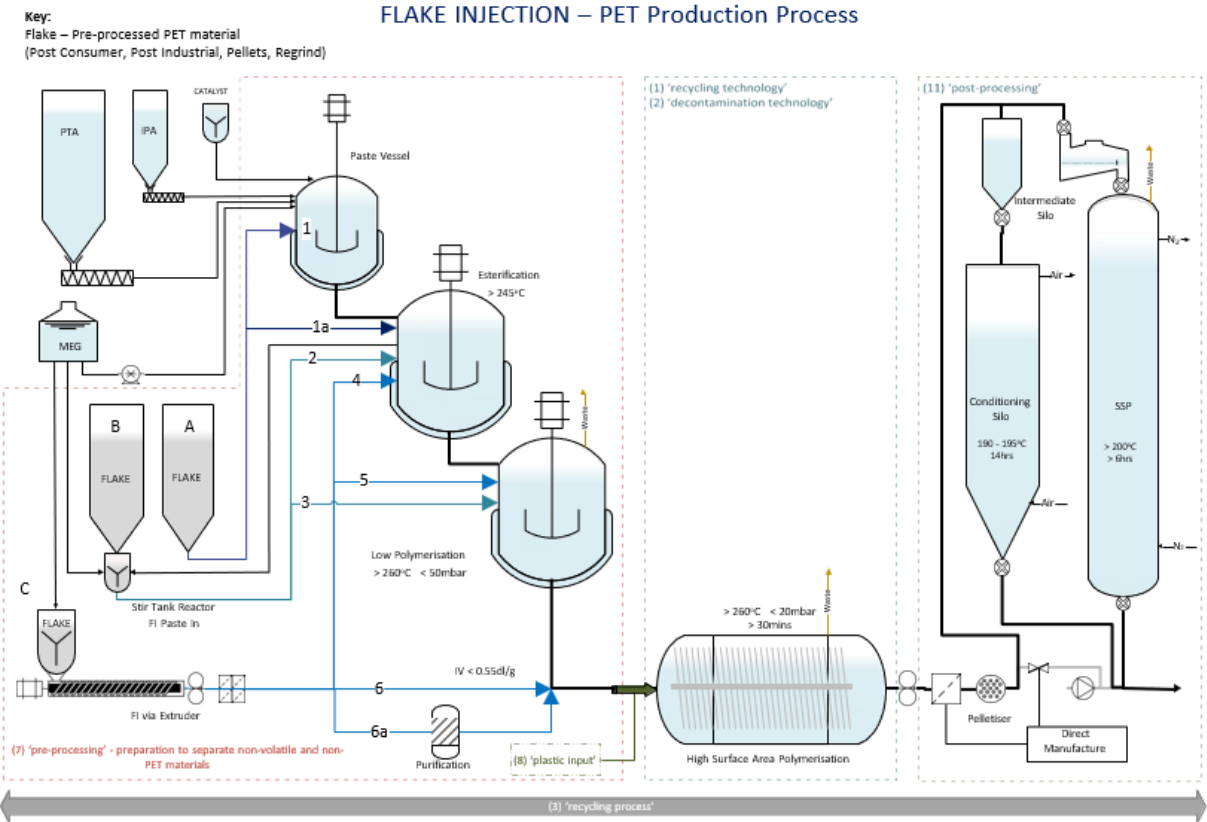 FLAKE INJECTION – PET Production Process
Key:
Flake – Pre-processed PET material
(Post Consumer, Post Industrial, Pellets, Regrind)
(1) ‘recycling technology’
(2) ‘decontamination technology’
(11) ‘post-processing’
CATALYST
PTA
IPA
Paste Vessel
Waste
Intermediate
Silo
1
N₂
Esterification
> 245°C
Air
MEG
1a
2
4
Conditioning
Silo
190 - 195°C
14hrs
SSP
> 200°C
> 6hrs
B
A
FLAKE
FLAKE
Waste
5
3
Air
N₂
Low Polymerisation
> 260°C < 50mbar
C
Stir Tank Reactor
FI Paste In
FLAKE
> 260°C < 20mbar
> 30mins
Waste
IV < 0.55dl/g
6
FI via Extruder
6a
Pelletiser
Direct
Manufacture
(7) ‘pre-processing’ - preparation to separate non-volatile and non-
PET materials
Purification
(8) ‘plastic input’
High Surface Area Polymerisation
(3) ‘recycling process’